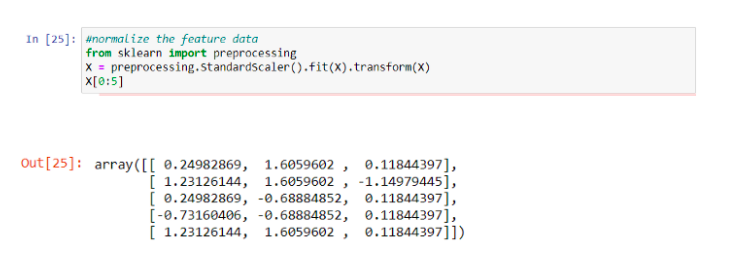 In [25]: #normalize the feature data
from sklearn import preprocessing
X = preprocessing.StandardScaler().fit(X).transform(X)
X[0:5]
Out[25]: array([[ 0.24982869,  1.6059602 ,  0.11844397],
[ 1.23126144,  1.6059602 , -1.14979445],
[ 0.24982869, -0.68884852,  0.11844397],
[-0.73160406, -0.68884852,  0.11844397],
[ 1.23126144,  1.6059602 ,  0.11844397]])